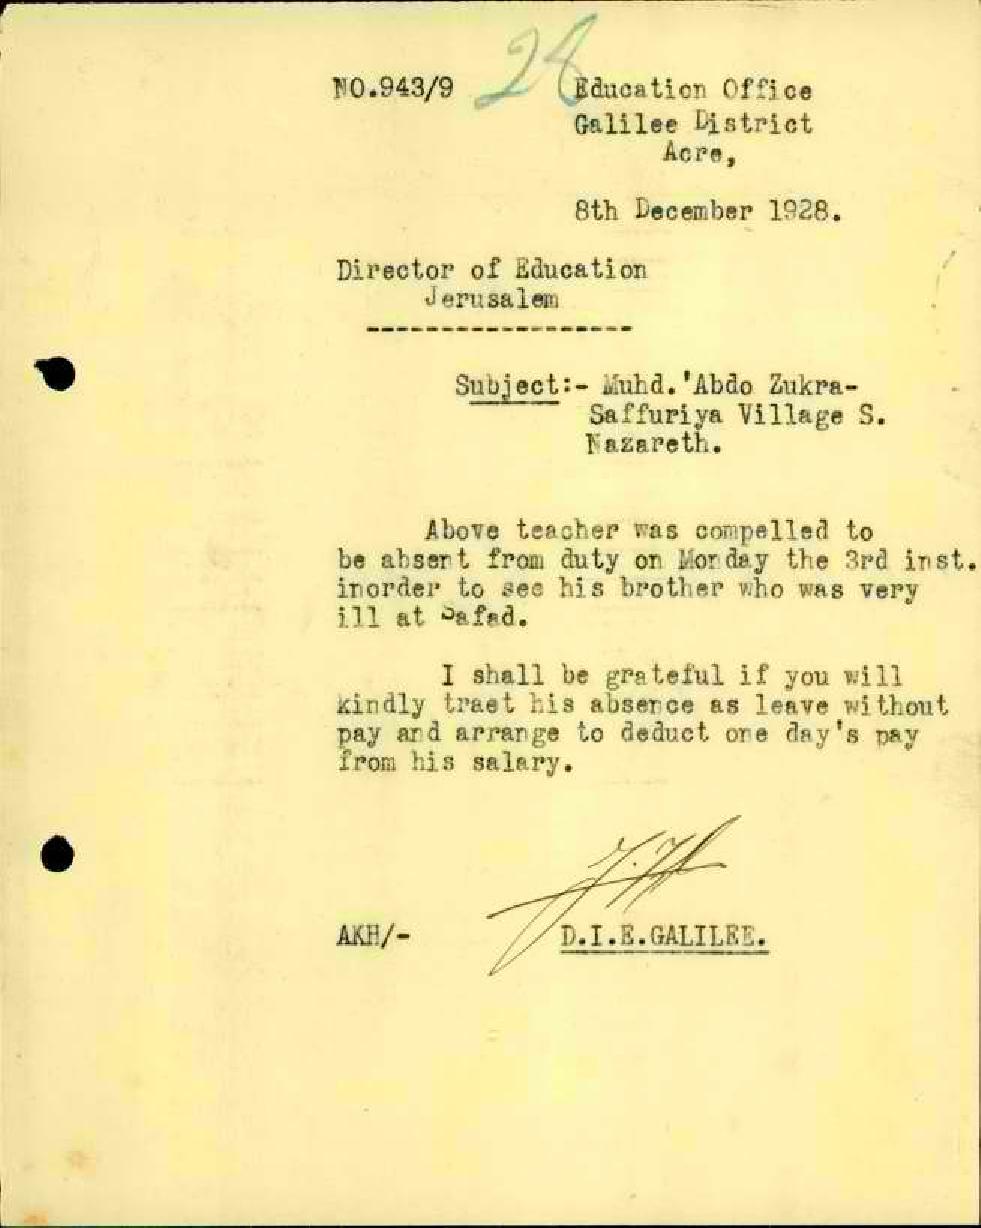 28
NO.943/9
Education Office
Galilee District
Acre,
8th December 1928.
Director of Education
Jerusalem
-------------------
Subject:- Muhd.'Abdo Zukra-
Saffuriya Village S.
Nazareth.
Above teacher was compelled to
be absent from duty on Monday the 3rd inst.
inorder to see his brother who was very
ill at Safad.
I shall be grateful if you will
kindly traet his absence as leave without
pay and arrange to deduct one day's pay
from his salary.
AKH/-
D.I.E.GALILEE.